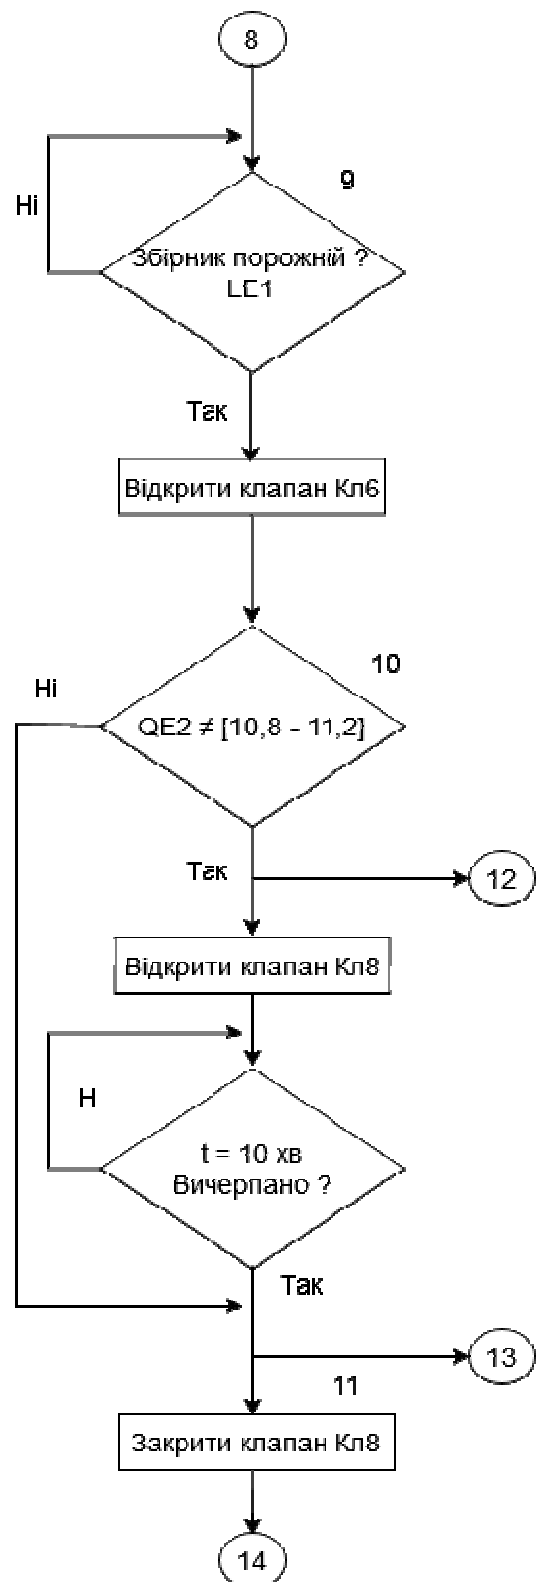 8
9
Ні
Збірник порожній ?
LE1
Так
Відкрити клапан Кл6
10
Ні
QE2 ≠ [10,8 – 11,2]
Так
12
Відкрити клапан Кл8
Н
t = 10 хв
Вичерпано ?
Так
13
11
Закрити клапан Кл8
14